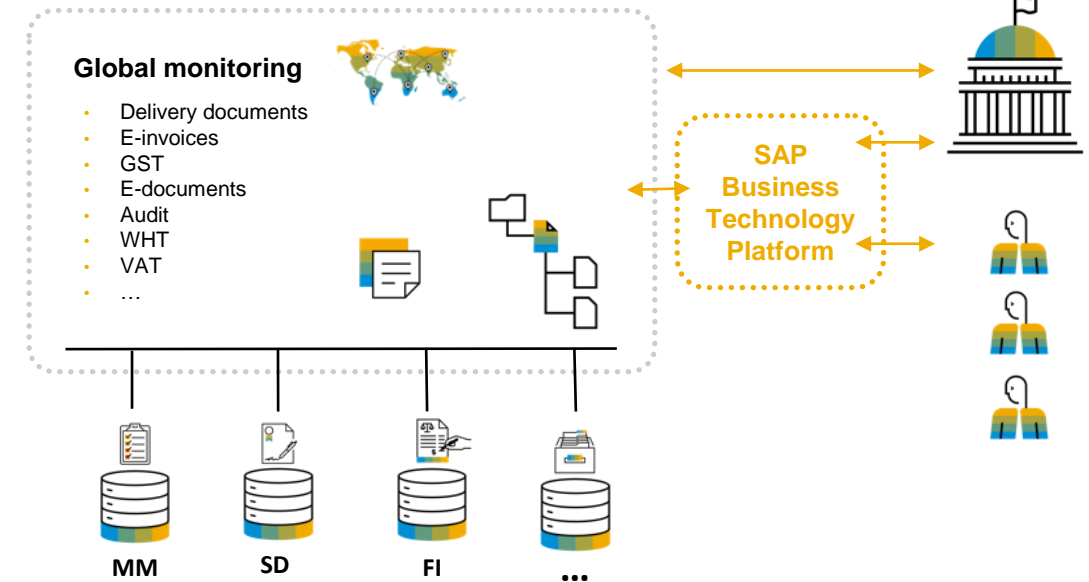 Global monitoring
Delivery documents
E-invoices
GST
E-documents
Audit
WHT
VAT
…
SAP
Business
Technology
Platform
MM
SD
FI
...